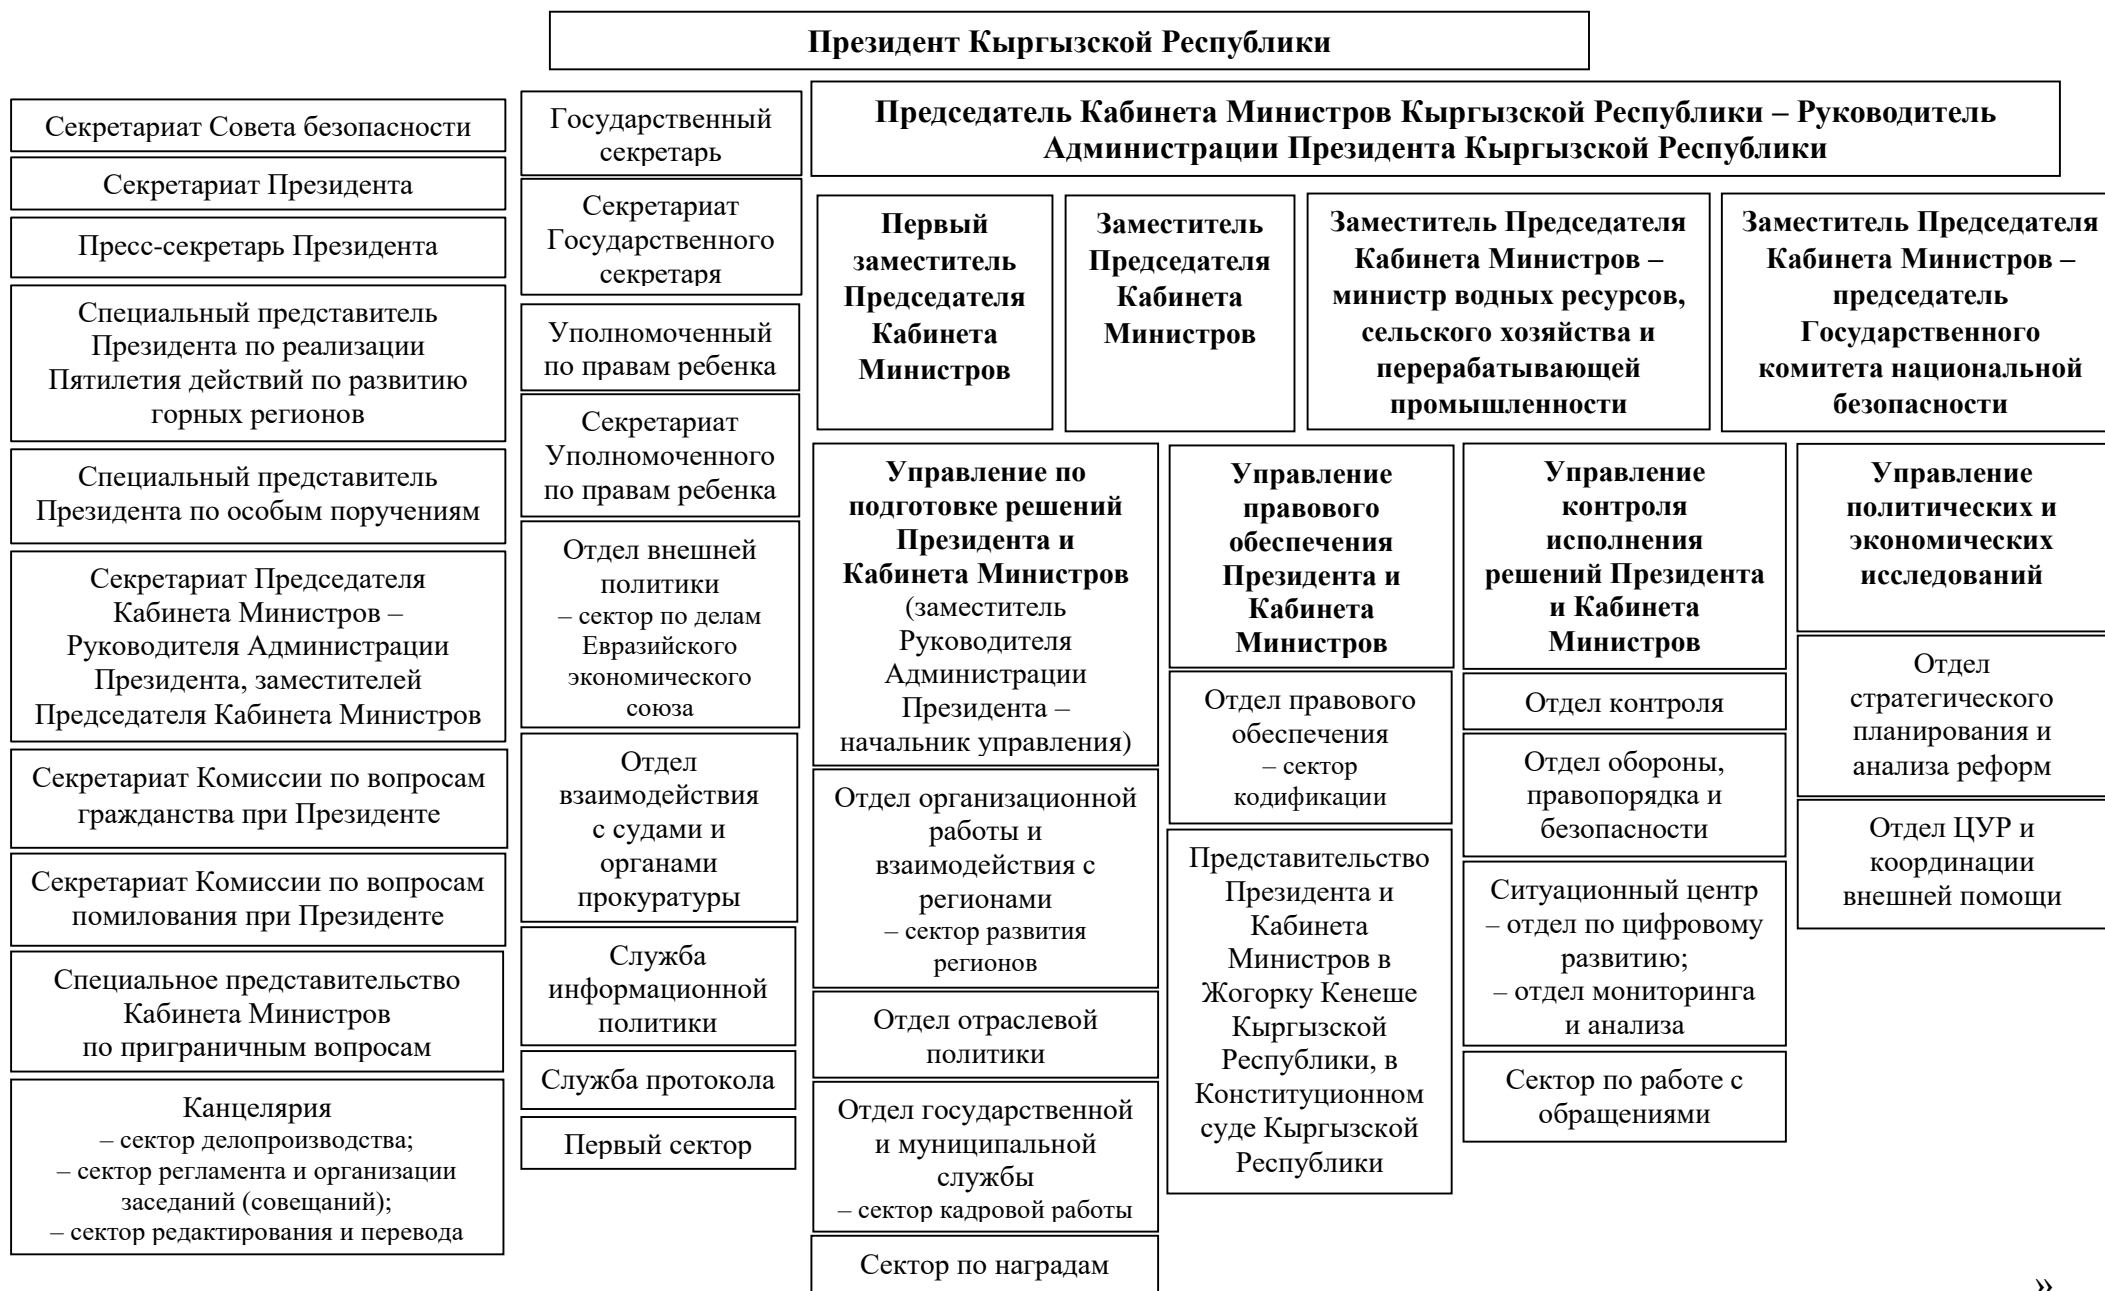 Президент Кыргызской Республики
Секретариат Совета безопасности
Секретариат Президента
Пресс-секретарь Президента
Специальный представитель
Президента по реализации
Пятилетия действий по развитию
горных регионов
Специальный представитель
Президента по особым поручениям
Секретариат Председателя
Кабинета Министров –
Руководителя Администрации
Президента, заместителей
Председателя Кабинета Министров
Секретариат Комиссии по вопросам
гражданства при Президенте
Секретариат Комиссии по вопросам
помилования при Президенте
Специальное представительство
Кабинета Министров
по приграничным вопросам
Канцелярия
– сектор делопроизводства;
– сектор регламента и организации
заседаний (совещаний);
– сектор редактирования и перевода
Государственный
секретарь
Секретариат
Государственного
секретаря
Уполномоченный
по правам ребенка
Секретариат
Уполномоченного
по правам ребенка
Отдел внешней
политики
– сектор по делам
Евразийского
экономического
союза
Отдел
взаимодействия
с судами и
органами
прокуратуры
Служба
информационной
политики
Служба протокола
Первый сектор
Председатель Кабинета Министров Кыргызской Республики – Руководитель
Администрации Президента Кыргызской Республики
Первый
заместитель
Председателя
Кабинета
Министров
Заместитель
Председателя
Кабинета
Министров
Заместитель Председателя
Кабинета Министров –
министр водных ресурсов,
сельского хозяйства и
перерабатывающей
промышленности
Заместитель Председателя
Кабинета Министров –
председатель
Государственного
комитета национальной
безопасности
Управление по
подготовке решений
Президента и
Кабинета Министров
(заместитель
Руководителя
Администрации
Президента –
начальник управления)
Отдел организационной
работы и
взаимодействия с
регионами
– сектор развития
регионов
Отдел отраслевой
политики
Отдел государственной
и муниципальной
службы
– сектор кадровой работы
Сектор по наградам
Управление
правового
обеспечения
Президента и
Кабинета
Министров
Отдел правового
обеспечения
– сектор
кодификации
Представительство
Президента и
Кабинета
Министров в
Жогорку Кенеше
Кыргызской
Республики, в
Конституционном
суде Кыргызской
Республики
Управление
контроля
исполнения
решений Президента
и Кабинета
Министров
Отдел контроля
Отдел обороны,
правопорядка и
безопасности
Ситуационный центр
– отдел по цифровому
развитию;
– отдел мониторинга
и анализа
Сектор по работе с
обращениями
Управление
политических и
экономических
исследований
Отдел
стратегического
планирования и
анализа реформ
Отдел ЦУР и
координации
внешней помощи
»